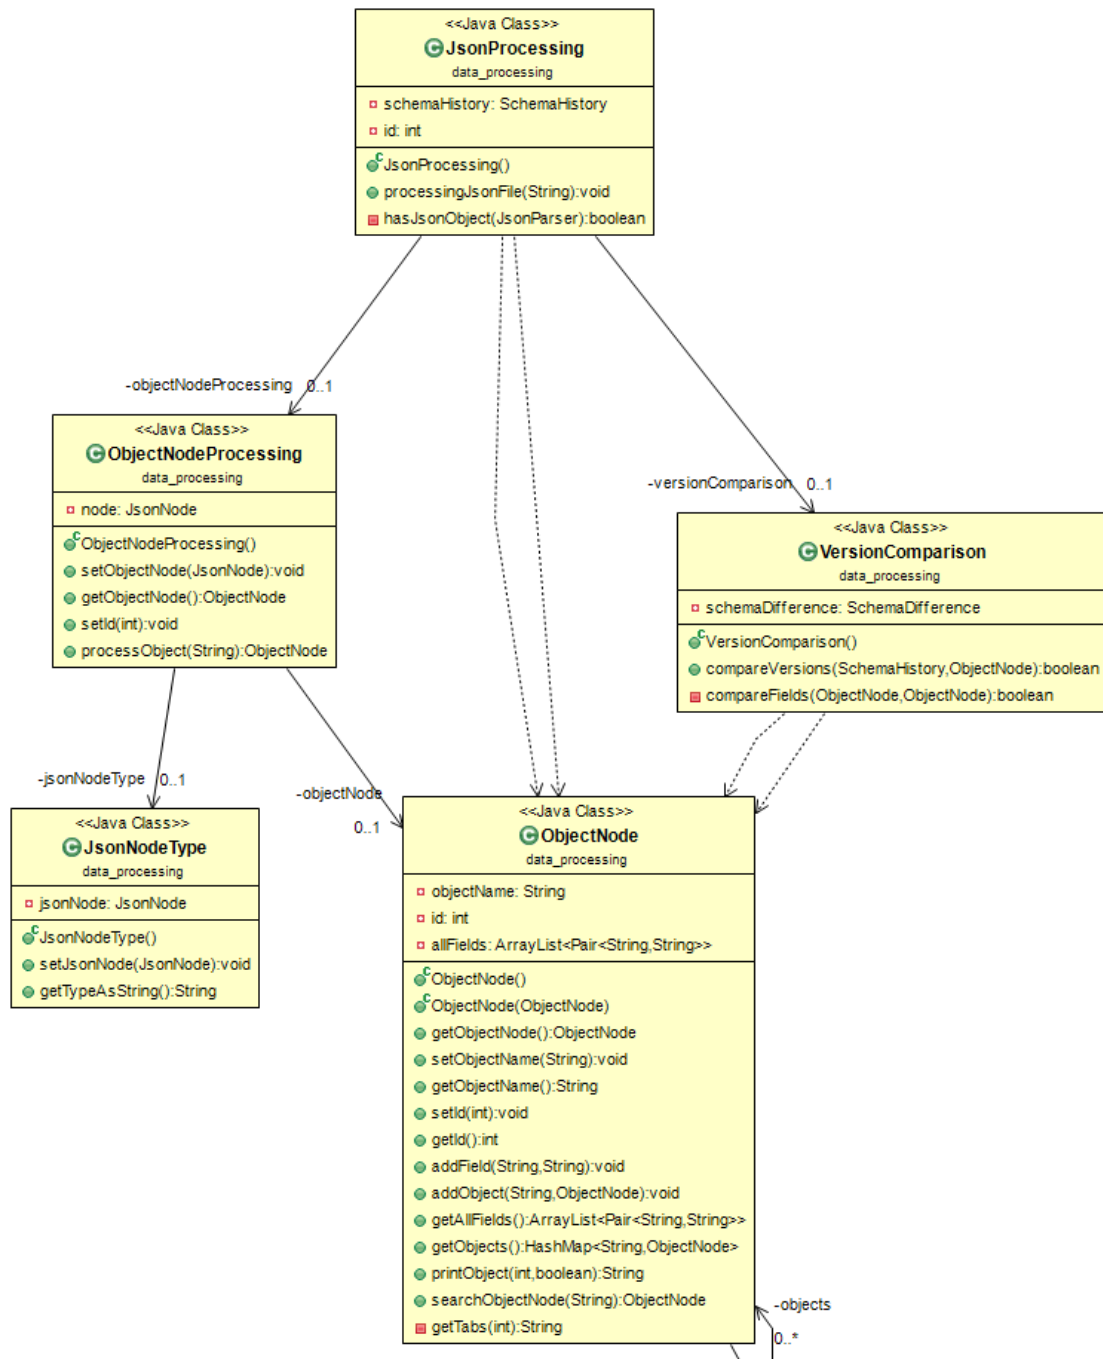 <<Java Class>>
JsonProcessing
data_processing
schemaHistory: SchemaHistory
id: int
JsonProcessing()
processingJsonFile(String):void
hasJsonObject(JsonParser):boolean
-objectNodeProcessing 0..1
<<Java Class>>
ObjectNodeProcessing
data_processing
node: JsonNode
ObjectNodeProcessing()
setObjectNode(JsonNode):void
getObjectNode():ObjectNode
setId(int):void
processObject(String):ObjectNode
-versionComparison 0..1
<<Java Class>>
VersionComparison
data_processing
schemaDifference: SchemaDifference
VersionComparison()
compareVersions(SchemaHistory,ObjectNode):boolean
compareFields(ObjectNode,ObjectNode):boolean
-jsonNodeType 0..1
<<Java Class>>
JsonNodeType
data_processing
jsonNode: JsonNode
JsonNodeType()
setJsonNode(JsonNode):void
getTypeAsString():String
-objectNode
0..1
<<Java Class>>
ObjectNode
data_processing
objectName: String
id: int
allFields: ArrayList<Pair<String,String>>
ObjectNode()
ObjectNode(ObjectNode)
getObjectNode():ObjectNode
setObjectName(String):void
getObjectName():String
setId(int):void
getId():int
addField(String,String):void
addObject(String,ObjectNode):void
getAllFields():ArrayList<Pair<String,String>>
getObjects():HashMap<String,ObjectNode>
printObject(int,boolean):String
searchObjectNode(String):ObjectNode
getTabs(int):String
-objects
0..*